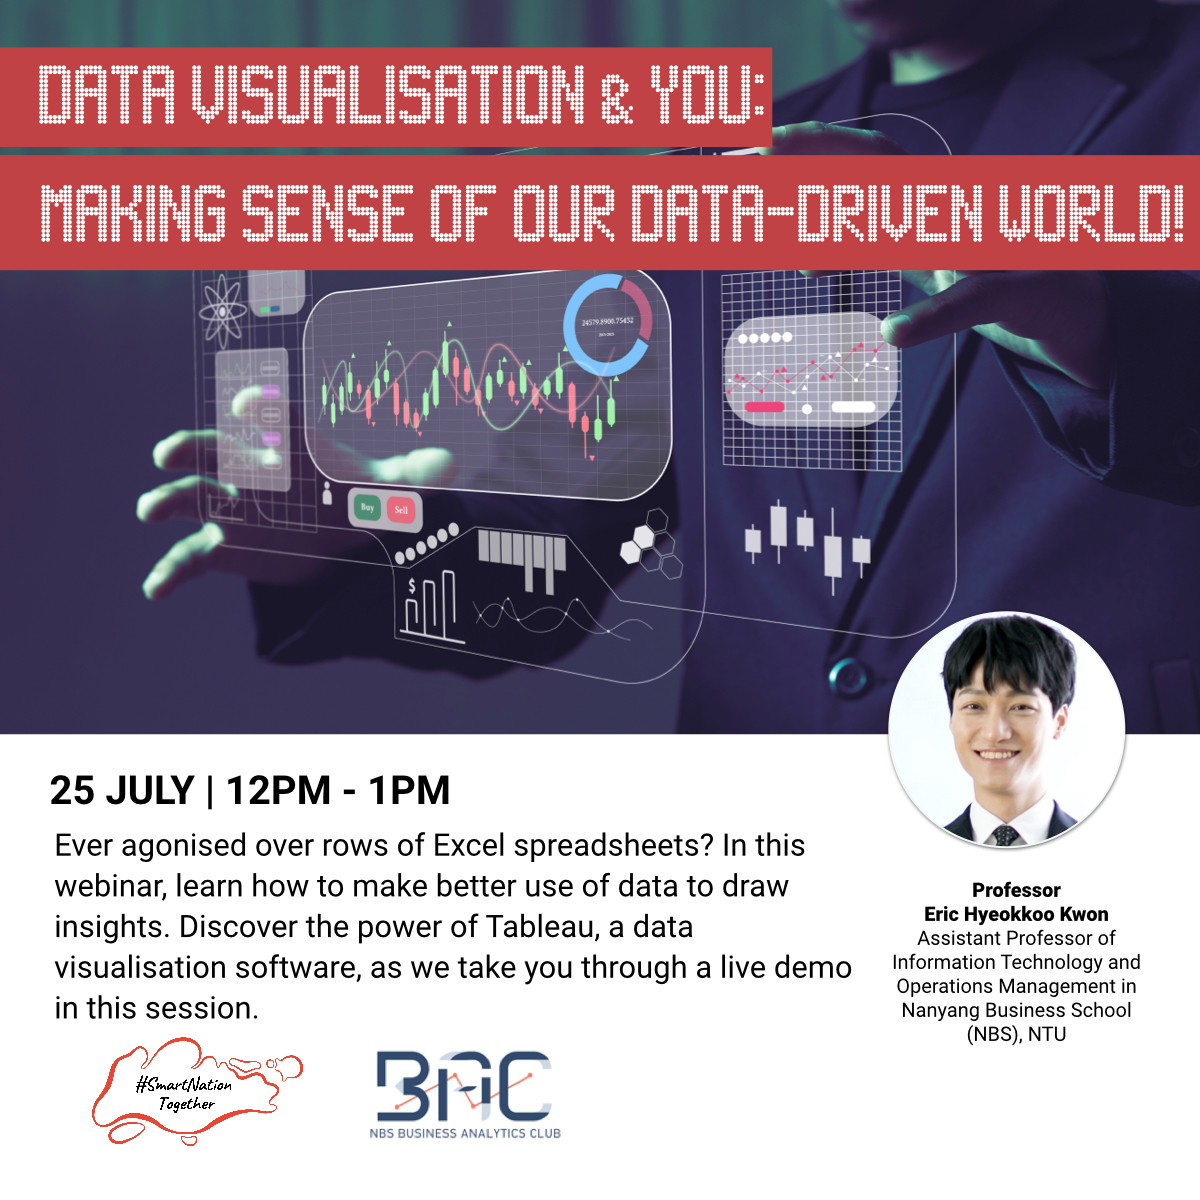 DATA VISUALISATION & YOU:
MAKING SENSE OF OUR DATA-DRIVEN WORLD!
24579.8900.75432
Buy
Sell
$
25 JULY | 12PM - 1PM
Ever agonised over rows of Excel spreadsheets? In this
webinar, learn how to make better use of data to draw
insights. Discover the power of Tableau, a data
visualisation software, as we take you through a live demo
in this session.
Professor
Eric Hyeokkoo Kwon
Assistant Professor of
Information Technology and
Operations Management in
Nanyang Business School
(NBS), NTU
#SmartNation
Together
BAC
NBS BUSINESS ANALYTICS CLUB